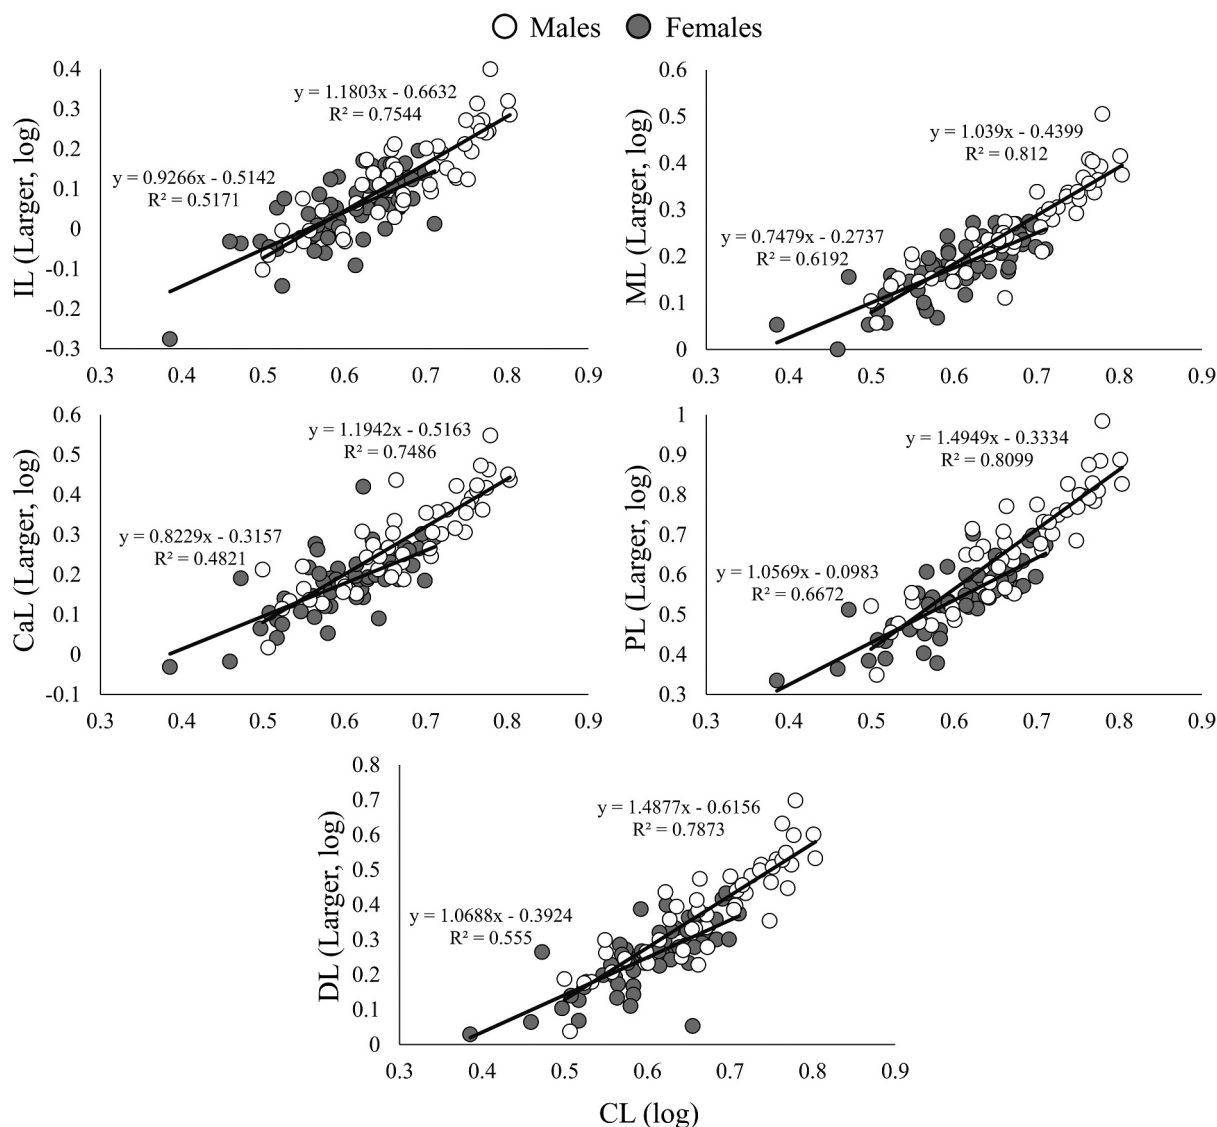 Males Females
IL (Larger, log)
0.4
0.3
0.2
0.1
0
-0.1
-0.2
-0.3
y = 1.1803x - 0.6632
R² = 0.7544
y = 0.9266x - 0.5142
R² = 0.5171
0.3 0.4 0.5 0.6 0.7 0.8 0.9
ML (Larger, log)
0.6
0.5
0.4
0.3
0.2
0.1
0
y = 1.039x - 0.4399
R² = 0.812
y = 0.7479x - 0.2737
R² = 0.6192
0.3 0.4 0.5 0.6 0.7 0.8 0.9
CaL (Larger, log)
0.6
0.5
0.4
0.3
0.2
0.1
0
-0.1
y = 1.1942x - 0.5163
R² = 0.7486
y = 0.8229x - 0.3157
R² = 0.4821
0.3 0.4 0.5 0.6 0.7 0.8 0.9
PL (Larger, log)
1
0.9
0.8
0.7
0.6
0.5
0.4
0.3
y = 1.4949x - 0.3334
R² = 0.8099
y = 1.0569x - 0.0983
R² = 0.6672
0.3 0.4 0.5 0.6 0.7 0.8 0.9
DL (Larger, log)
0.8
0.7
0.6
0.5
0.4
0.3
0.2
0.1
0
y = 1.4877x - 0.6156
R² = 0.7873
y = 1.0688x - 0.3924
R² = 0.555
0.3 0.4 0.5 0.6 0.7 0.8 0.9
CL (log)